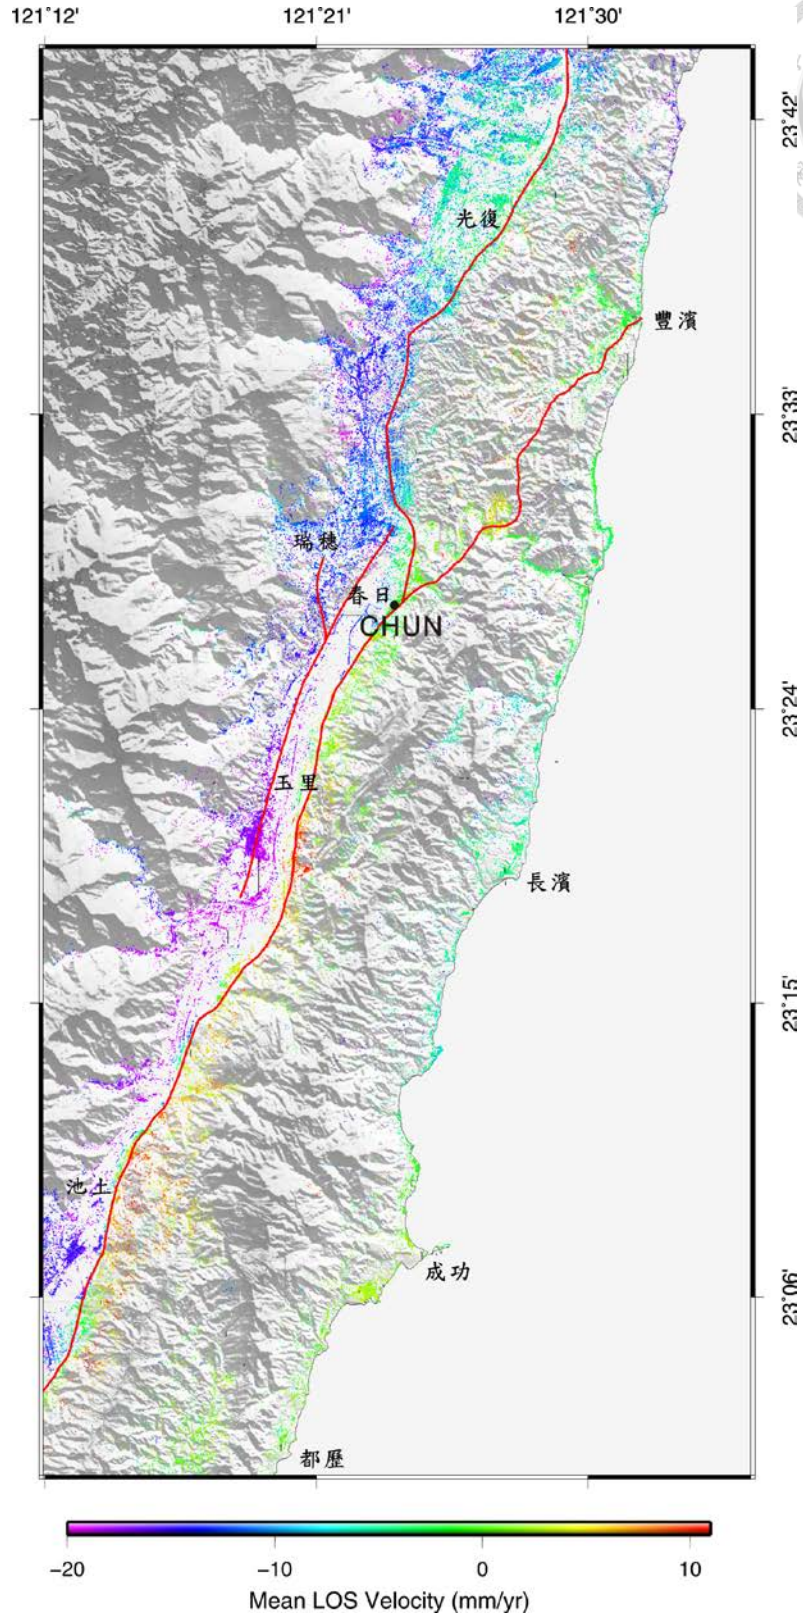 121˚12' 121˚21' 121˚30'
23˚42'
光復
豐濱
23˚33'
瑞穗
春日
CHUN
23˚24'
玉里
長濱
23˚15'
池上
成功
23˚06'
都歷
−20 −10 0 10
Mean LOS Velocity (mm/yr)